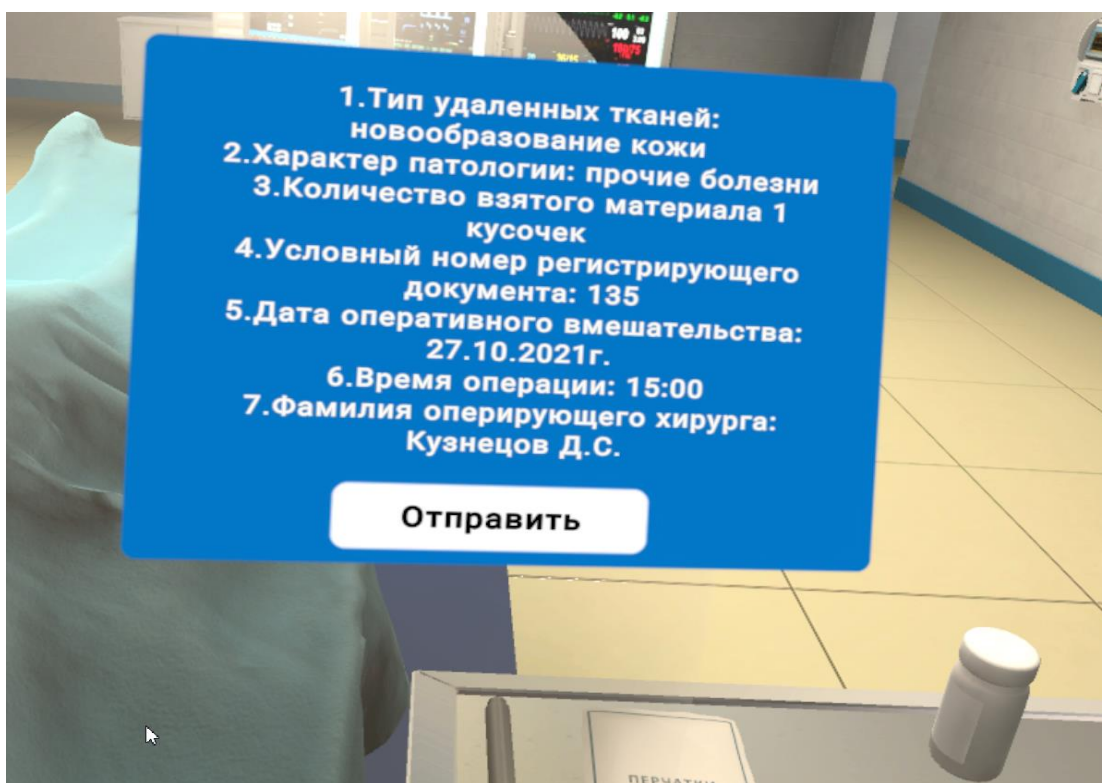 1.Тип удаленных тканей:
новообразование кожи
2.Характер патологии: прочие болезни
3.Количество взятого материала 1
кусочек
4.Условный номер регистрирующего
документа: 135
5.Дата оперативного вмешательства:
27.10.2021г.
6.Время операции: 15:00
7.Фамилия оперирующего хирурга:
Кузнецов Д.С.
Отправить
ПЕРЧАТКИ